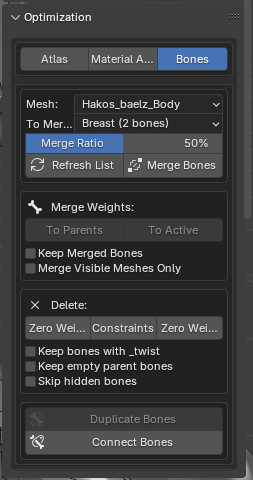 Optimization
Atlas Material A... Bones
Mesh: Hakos_baelz_Body
To Mer... Breast (2 bones)
Merge Ratio 50%
Refresh List Merge Bones
Merge Weights:
To Parents To Active
Keep Merged Bones
Merge Visible Meshes Only
Delete:
Zero Wei... Constraints Zero Wei...
Keep bones with _twist
Keep empty parent bones
Skip hidden bones
Duplicate Bones
Connect Bones